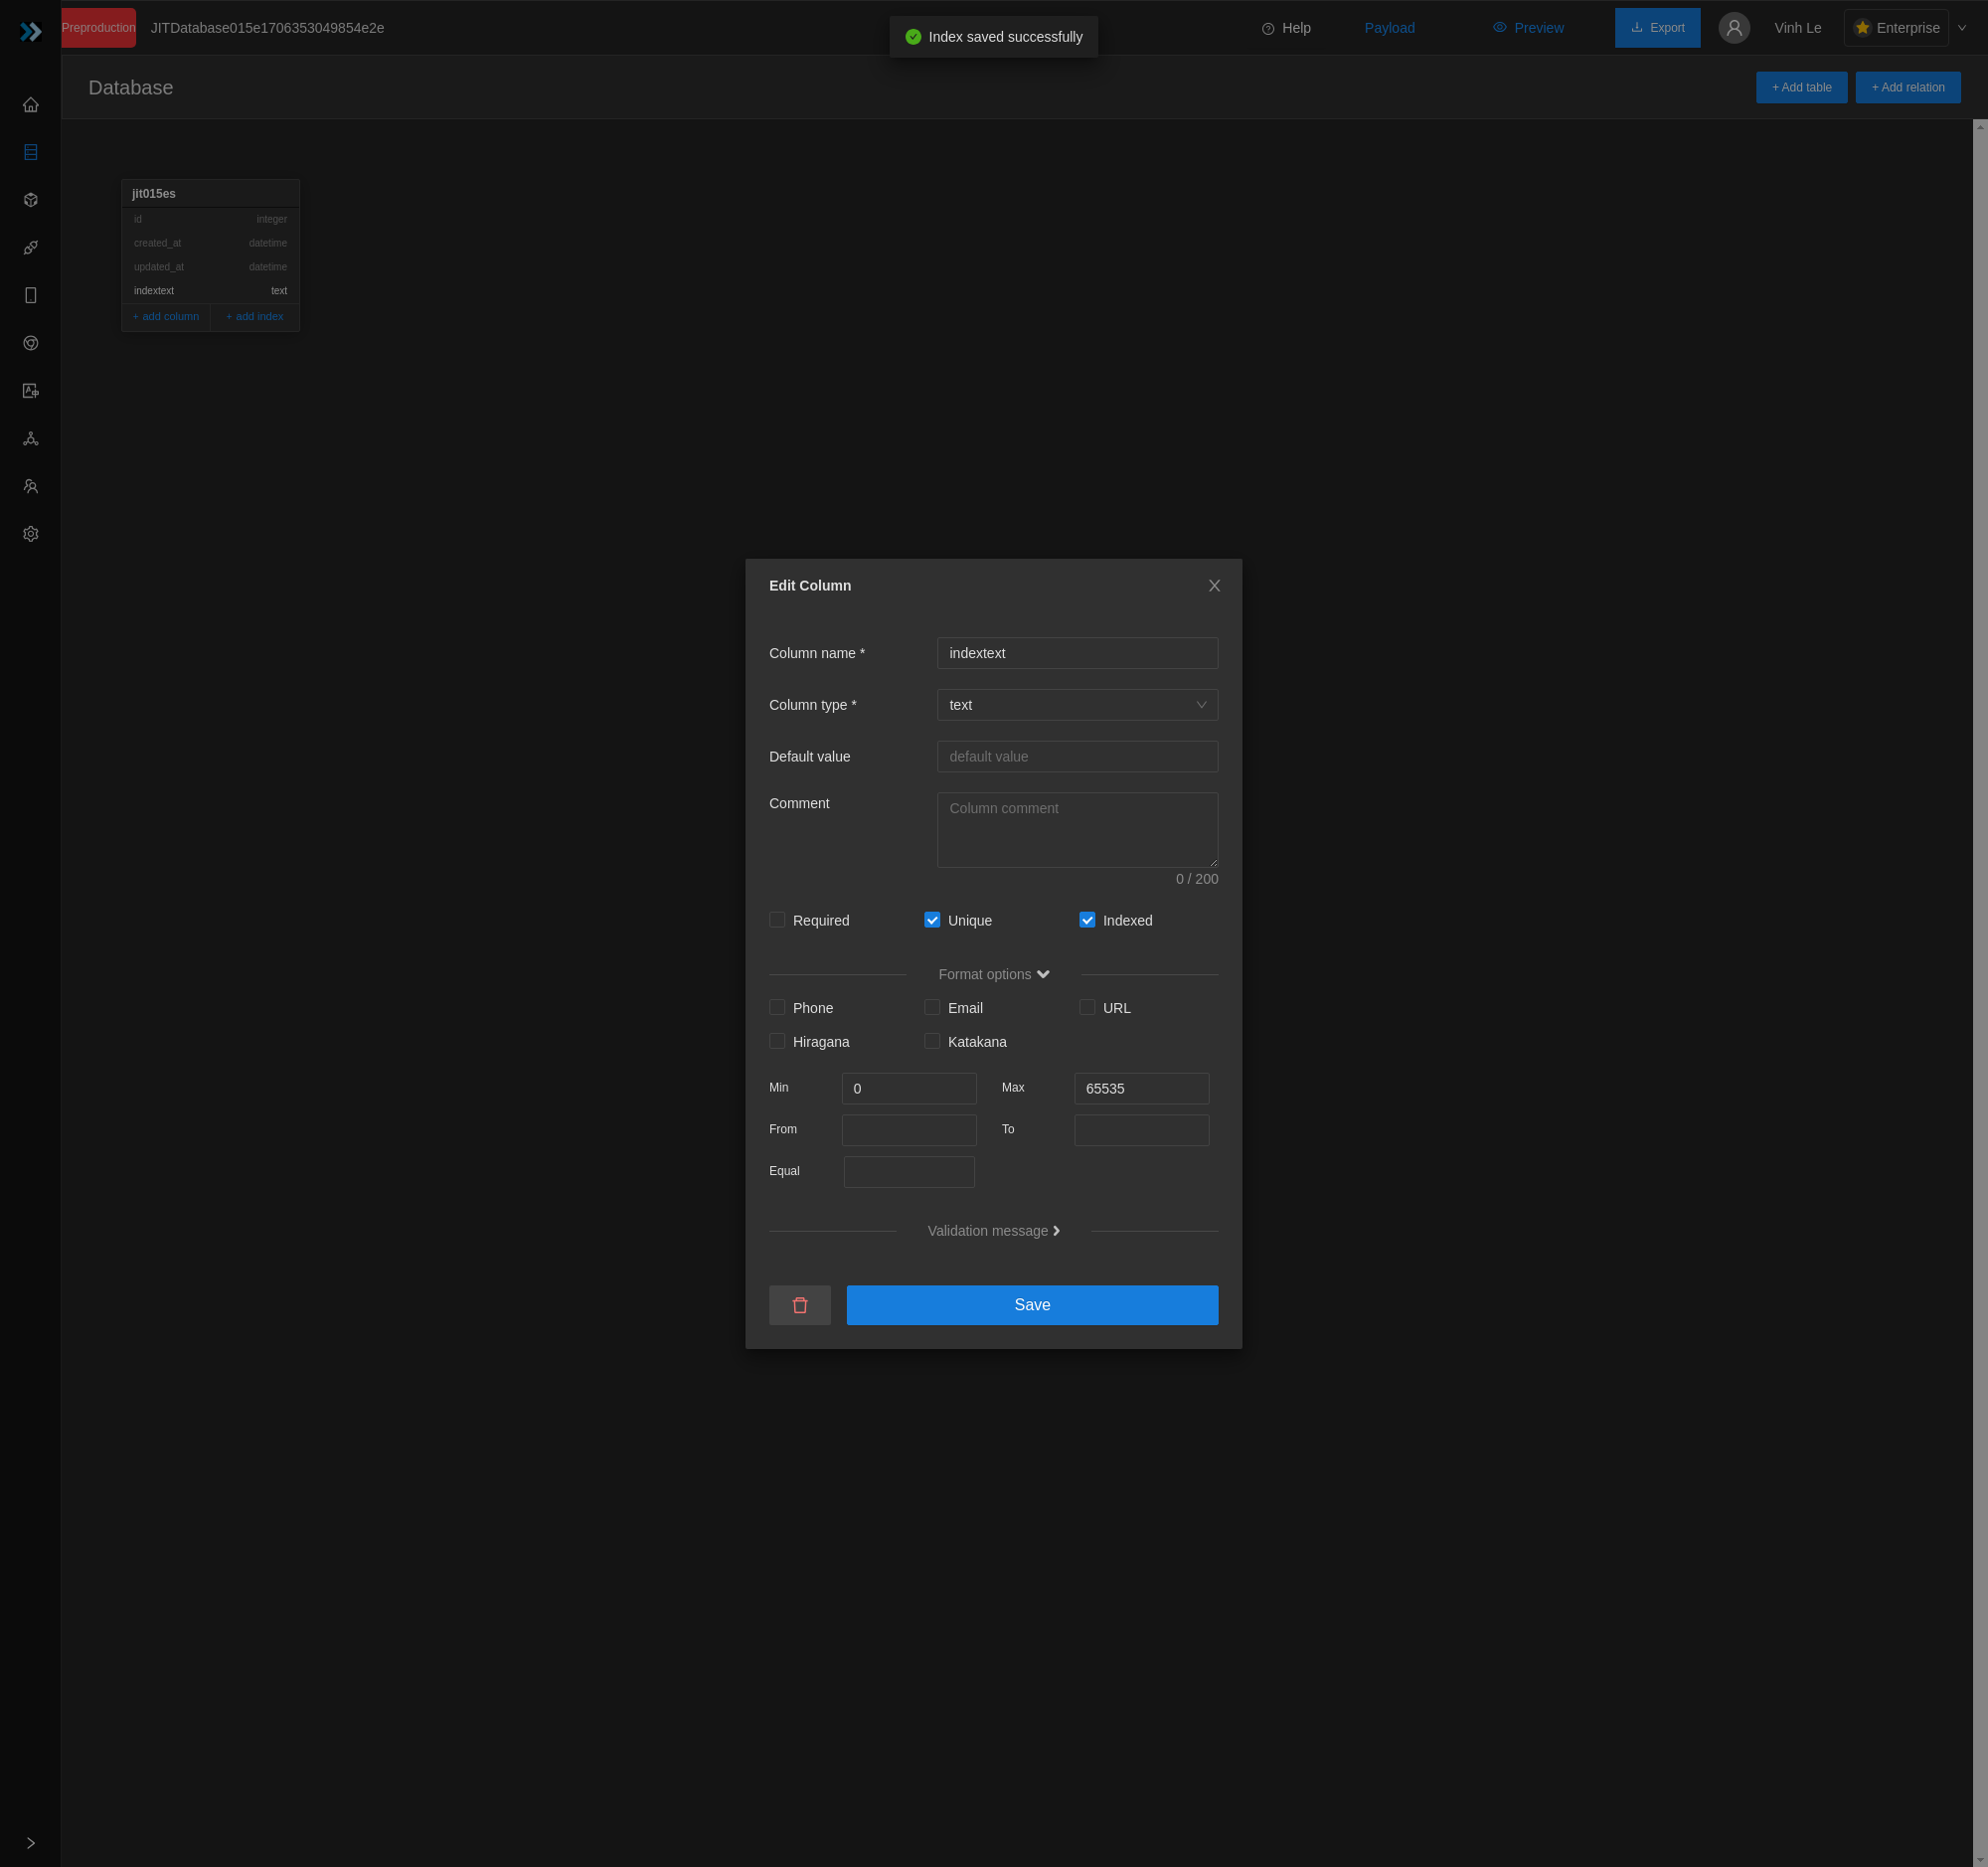 Preproduction JITDatabase015e1706353049854e2e Index saved successfully Help Payload Preview Export Vinh Le Enterprise
Database + Add table + Add relation
jit015es
id integer
created_at datetime
updated_at datetime
indextext text
+ add column + add index
Edit Column
Column name * indextext
Column type * text
Default value default value
Comment Column comment
0 / 200
Required Unique Indexed
Format options
Phone Email URL
Hiragana Katakana
Min 0 Max 65535
From To
Equal
Validation message
Save